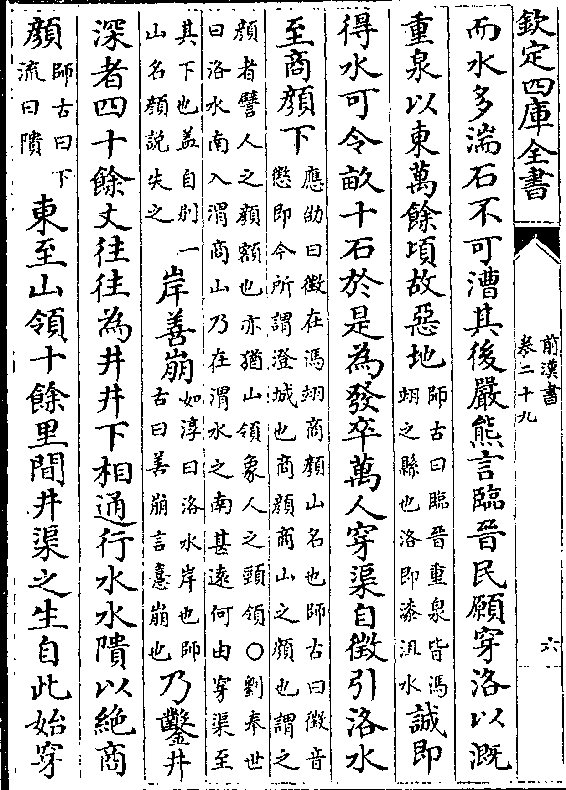 欽定四庫全書
前漢書
卷二十九
六
而水多湍石不可漕其後嚴熊言臨晉民願穿洛以溉
重泉以東萬餘頃故惡地師古曰臨晉重泉皆馮翊之縣也洛即漆沮水誠即
得水可令畝十石於是為發卒萬人穿渠自徵引洛水
至商顔下應劭曰徵在馮翊商顔山名也師古曰徵音懲即今所謂澄城也商顔商山之顔也謂之
顔者譬人之顔額也亦猶山領象人之頸領○劉奉世曰洛水南入渭商山乃在渭水之南甚遠何由穿渠至
其下也蓋自別一山名顔説失之岸善崩如淳曰洛水岸也師古曰善崩言憙崩也乃鑿井
深者四十餘丈往往為井井下相通行水水隤以絶商
顔師古曰下流曰隤東至山領十餘里間井渠之生自此始穿